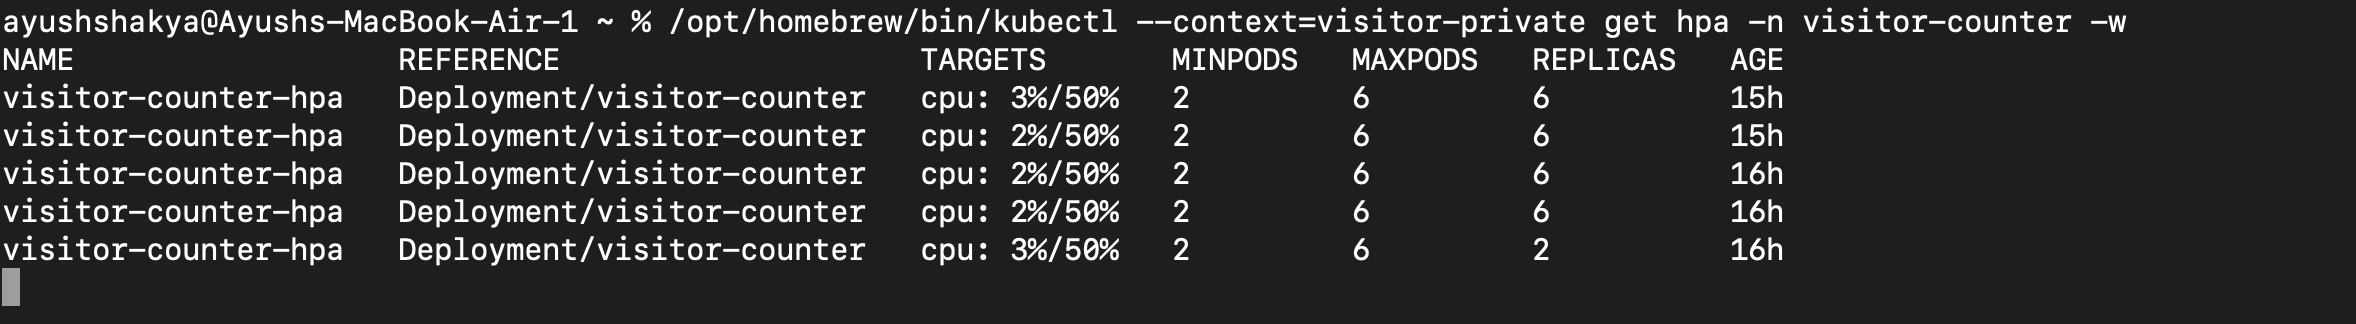 ayushshakya@Ayushs-MacBook-Air-1 ~ % /opt/homebrew/bin/kubectl --context=visitor-private get hpa -n visitor-counter -w
NAME                  REFERENCE                    TARGETS       MINPODS   MAXPODS   REPLICAS   AGE
visitor-counter-hpa   Deployment/visitor-counter   cpu: 3%/50%   2         6         6          15h
visitor-counter-hpa   Deployment/visitor-counter   cpu: 2%/50%   2         6         6          15h
visitor-counter-hpa   Deployment/visitor-counter   cpu: 2%/50%   2         6         6          16h
visitor-counter-hpa   Deployment/visitor-counter   cpu: 2%/50%   2         6         6          16h
visitor-counter-hpa   Deployment/visitor-counter   cpu: 3%/50%   2         6         2          16h